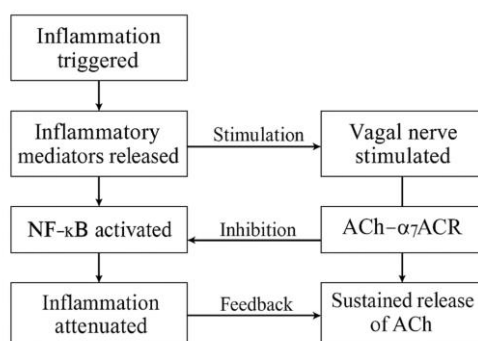 Inflammation
triggered
Inflammatory
mediators released
Stimulation
Vagal nerve
stimulated
NF-κB activated
Inhibition
ACh-α7ACR
Inflammation
attenuated
Feedback
Sustained release
of ACh